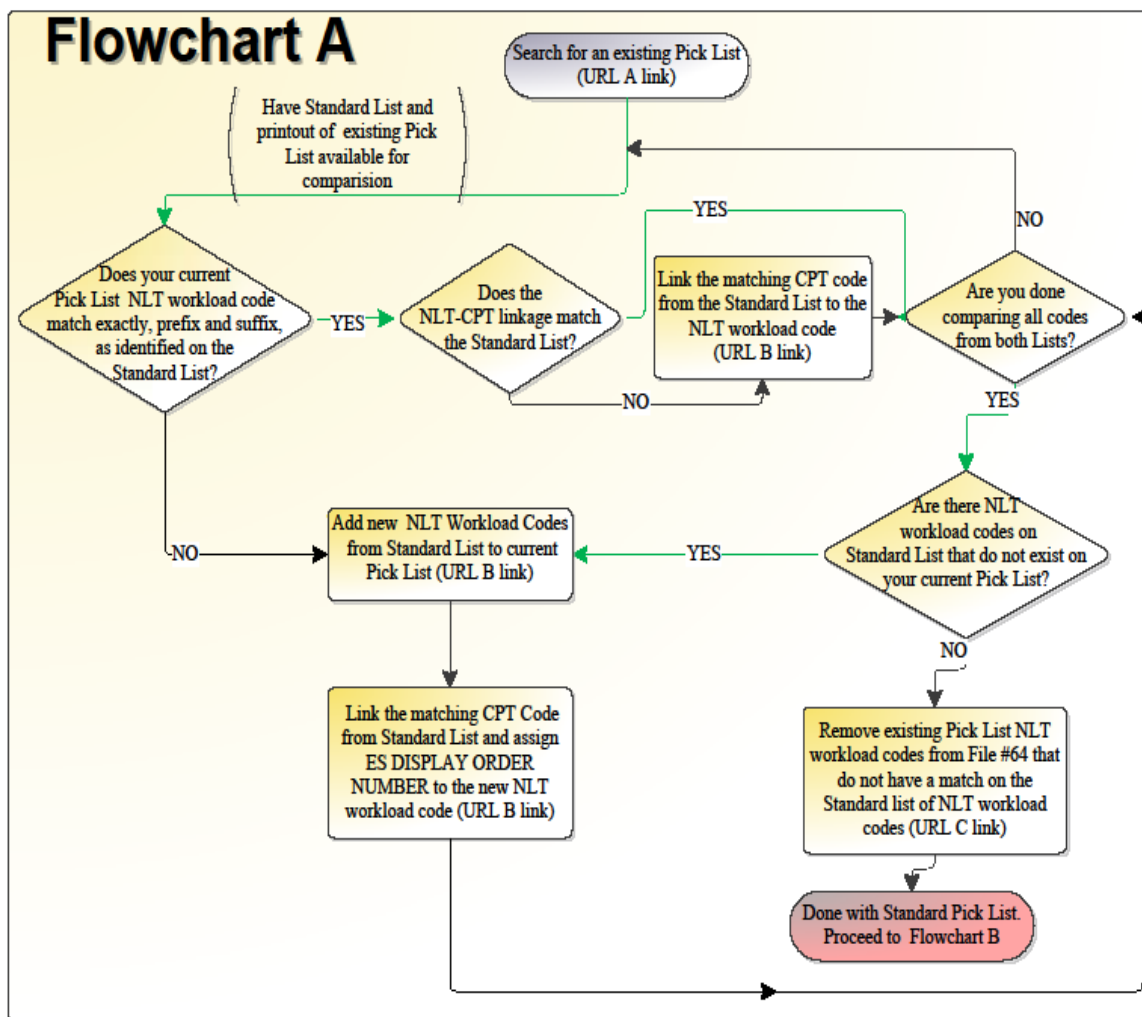 Flowchart A
Search for an existing Pick List
(URL A link)
Have Standard List and
printout of existing Pick
List available for
comparision
YES
NO
Does your current
Pick List NLT workload code
match exactly, prefix and suffix,
as identified on the
Standard List?
YES
Does the
NLT-CPT linkage match
the Standard List?
Link the matching CPT code
from the Standard List to the
NLT workload code
(URL B link)
Are you done
comparing all codes
from both Lists?
NO
YES
Are there NLT
workload codes on
Standard List that do not exist on
your current Pick List?
NO
Add new NLT Workload Codes
from Standard List to current
Pick List (URL B link)
YES
NO
Link the matching CPT Code
from Standard List and assign
ES DISPLAY ORDER
NUMBER to the new NLT
workload code (URL B link)
Remove existing Pick List NLT
workload codes from File #64 that
do not have a match on the
Standard list of NLT workload
codes (URL C link)
Done with Standard Pick List.
Proceed to Flowchart B